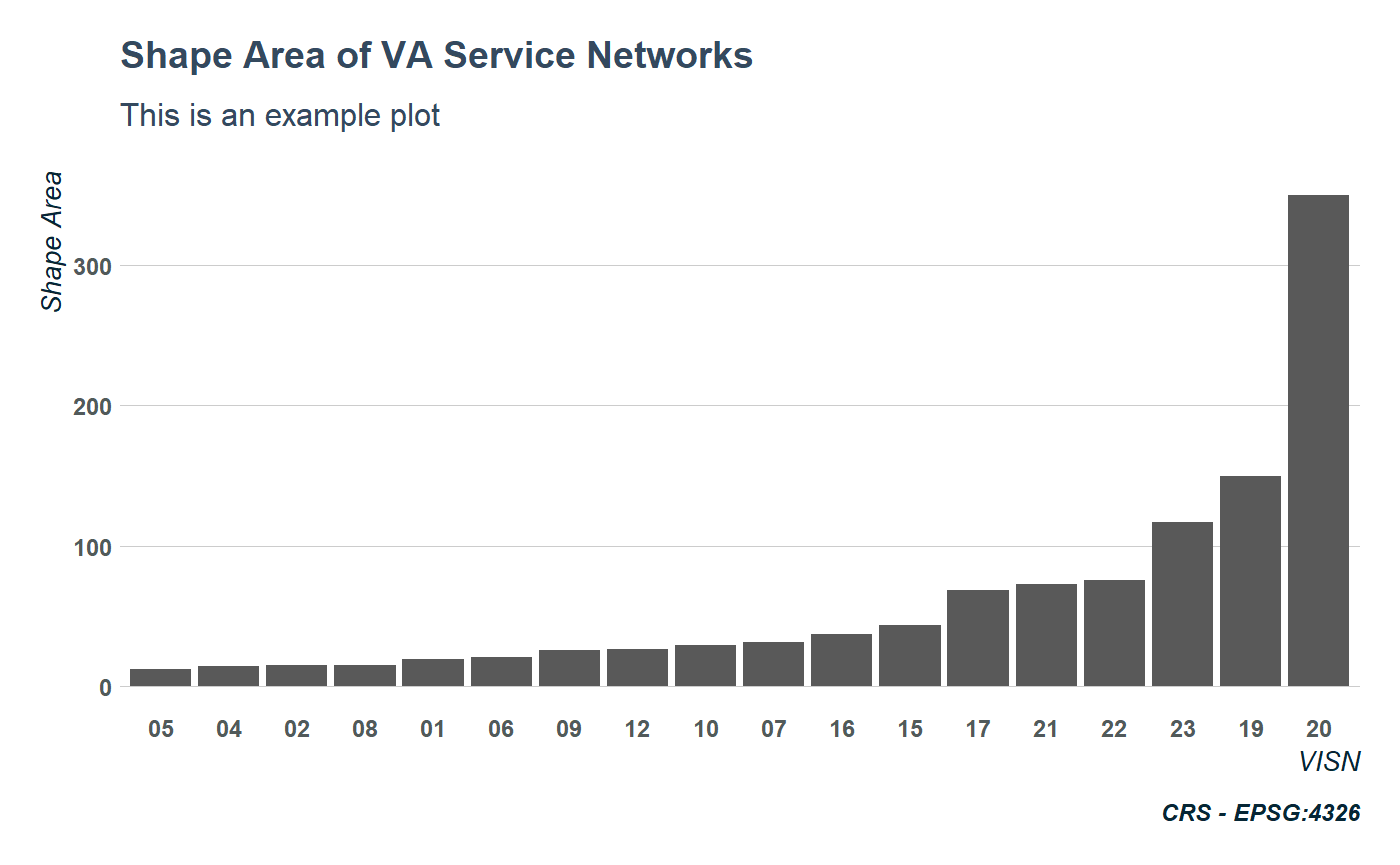 Shape Area of VA Service Networks
This is an example plot
Shape Area
300
200
100
0
05 04 02 08 01 06 09 12 10 07 16 15 17 21 22 23 19 20
VISN
CRS - EPSG:4326